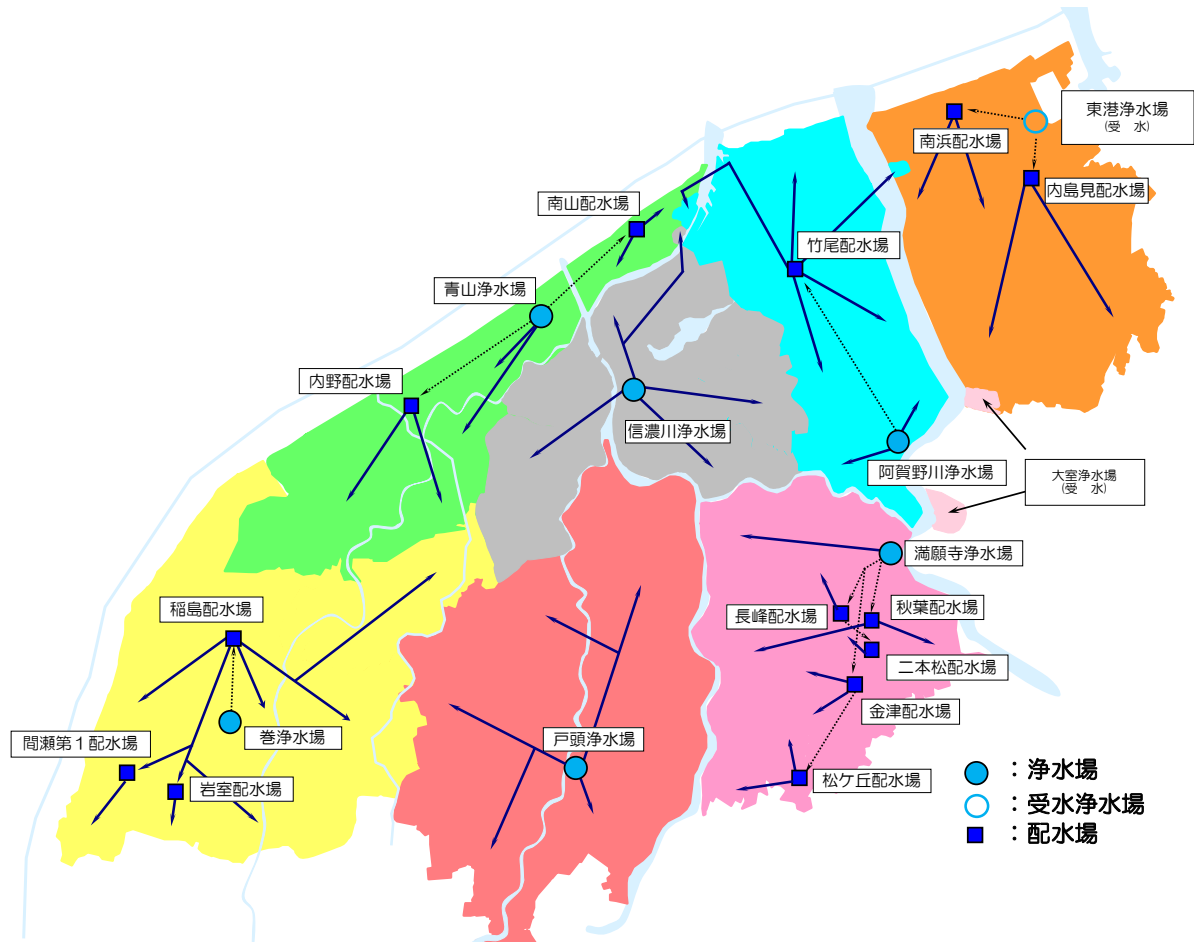 東港浄水場
(受　水)
南浜配水場
内島見配水場
南山配水場
竹尾配水場
青山浄水場
内野配水場
信濃川浄水場
阿賀野川浄水場
大室浄水場
(受　水)
満願寺浄水場
稲島配水場
長峰配水場
秋葉配水場
二本松配水場
金津配水場
巻浄水場
戸頭浄水場
間瀬第１配水場
岩室配水場
松ケ丘配水場
：浄水場
：受水浄水場
：配水場